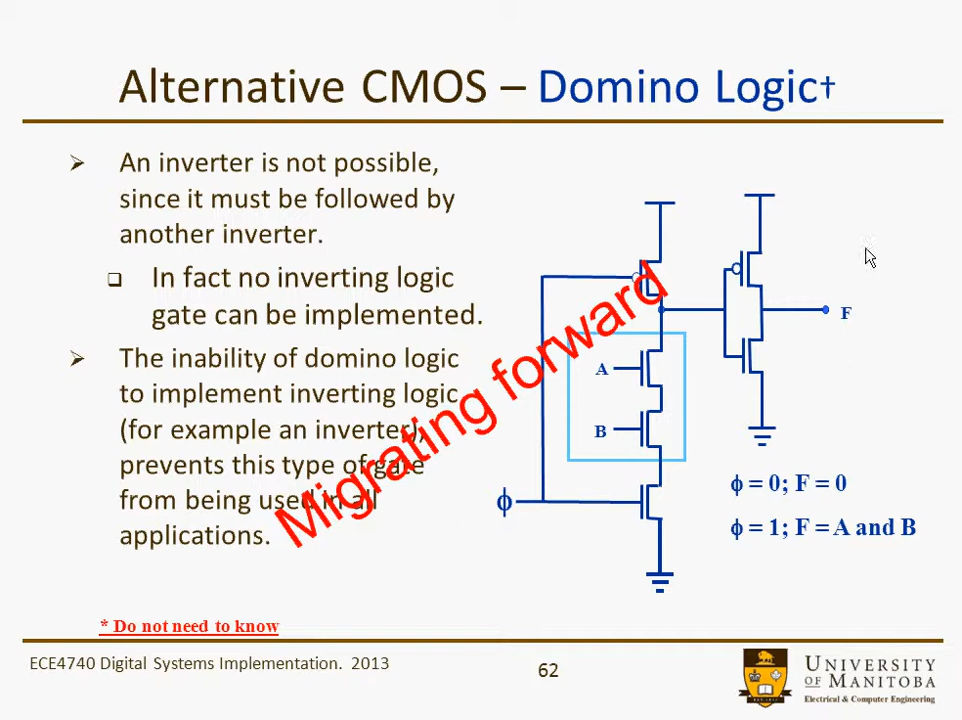 Alternative CMOS – Domino Logic†
An inverter is not possible,
since it must be followed by
another inverter.
In fact no inverting logic
gate can be implemented.
The inability of domino logic
to implement inverting logic
(for example an inverter),
prevents this type of gate
from being used in all
applications.
Migrating forward
A
B
ϕ
F
ϕ = 0; F = 0
ϕ = 1; F = A and B
* Do not need to know
ECE4740 Digital Systems Implementation. 2013
62
UNIVERSITY
OF MANITOBA
Electrical & Computer Engineering